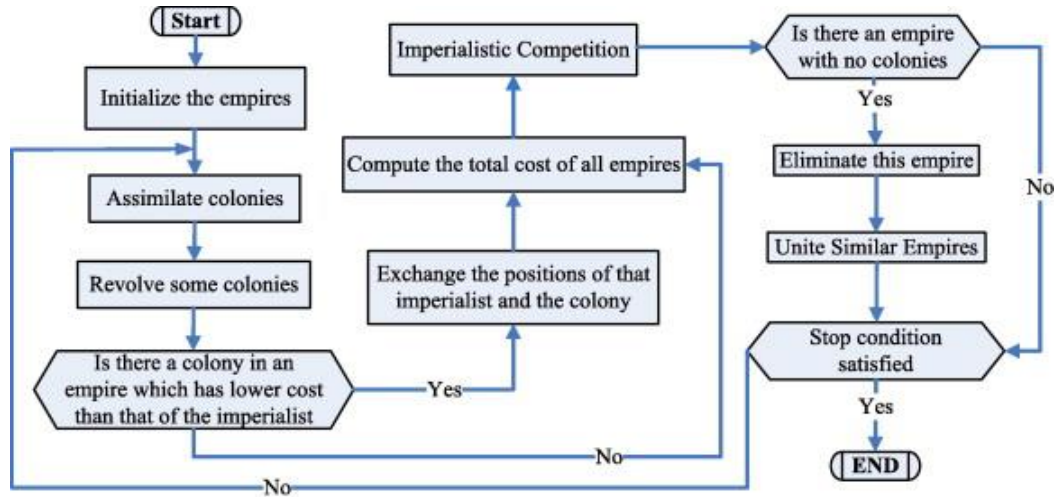 Start
Initialize the empires
Assimilate colonies
Revolve some colonies
Is there a colony in an
empire which has lower cost
than that of the imperialist
Yes
No
Exchange the positions of that
imperialist and the colony
Compute the total cost of all empires
Imperialistic Competition
Is there an empire
with no colonies
Yes
No
Eliminate this empire
Unite Similar Empires
Stop condition
satisfied
Yes
No
END